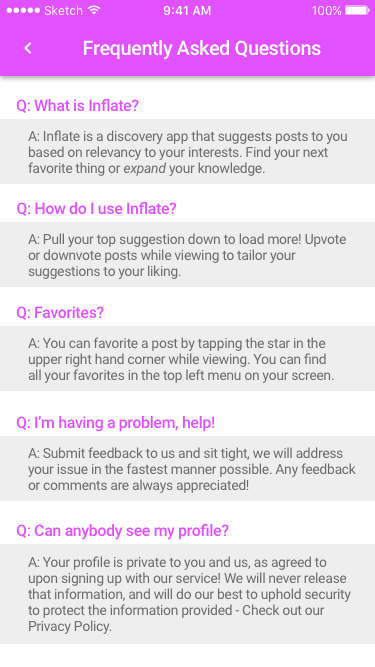 ●●●●● Sketch 9:41 AM 100%
Frequently Asked Questions
Q: What is Inflate?
A: Inflate is a discovery app that suggests posts to you
based on relevancy to your interests. Find your next
favorite thing or expand your knowledge.
Q: How do I use Inflate?
A: Pull your top suggestion down to load more! Upvote
or downvote posts while viewing to tailor your
suggestions to your liking.
Q: Favorites?
A: You can favorite a post by tapping the star in the
upper right hand corner while viewing. You can find
all your favorites in the top left menu on your screen.
Q: I’m having a problem, help!
A: Submit feedback to us and sit tight, we will address
your issue in the fastest manner possible. Any feedback
or comments are always appreciated!
Q: Can anybody see my profile?
A: Your profile is private to you and us, as agreed to
upon signing up with our service! We will never release
that information, and will do our best to uphold security
to protect the information provided - Check out our
Privacy Policy.